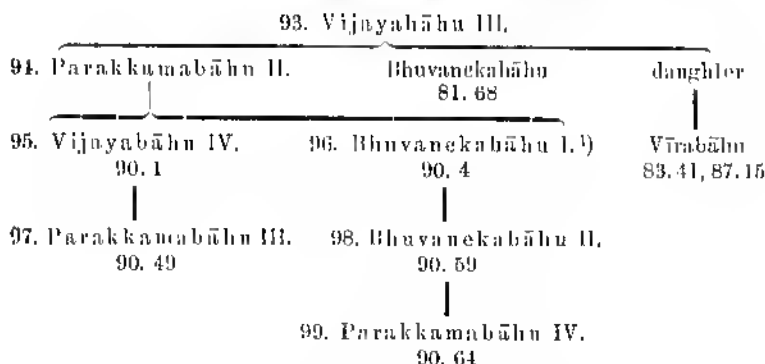 93. Vijayabāhu III.
94. Parakkamabāhu II. Bhuvanekabāhu daughter
81. 68
95. Vijayabāhu IV. 96. Bhuvanekabāhu I.¹) Vīrabāhu
90. 1 90. 4 83. 41, 87. 15
97. Parakkamabāhu III. 98. Bhuvanekabāhu II.
90. 49 90. 59
99. Parakkamabāhu IV.
90. 64